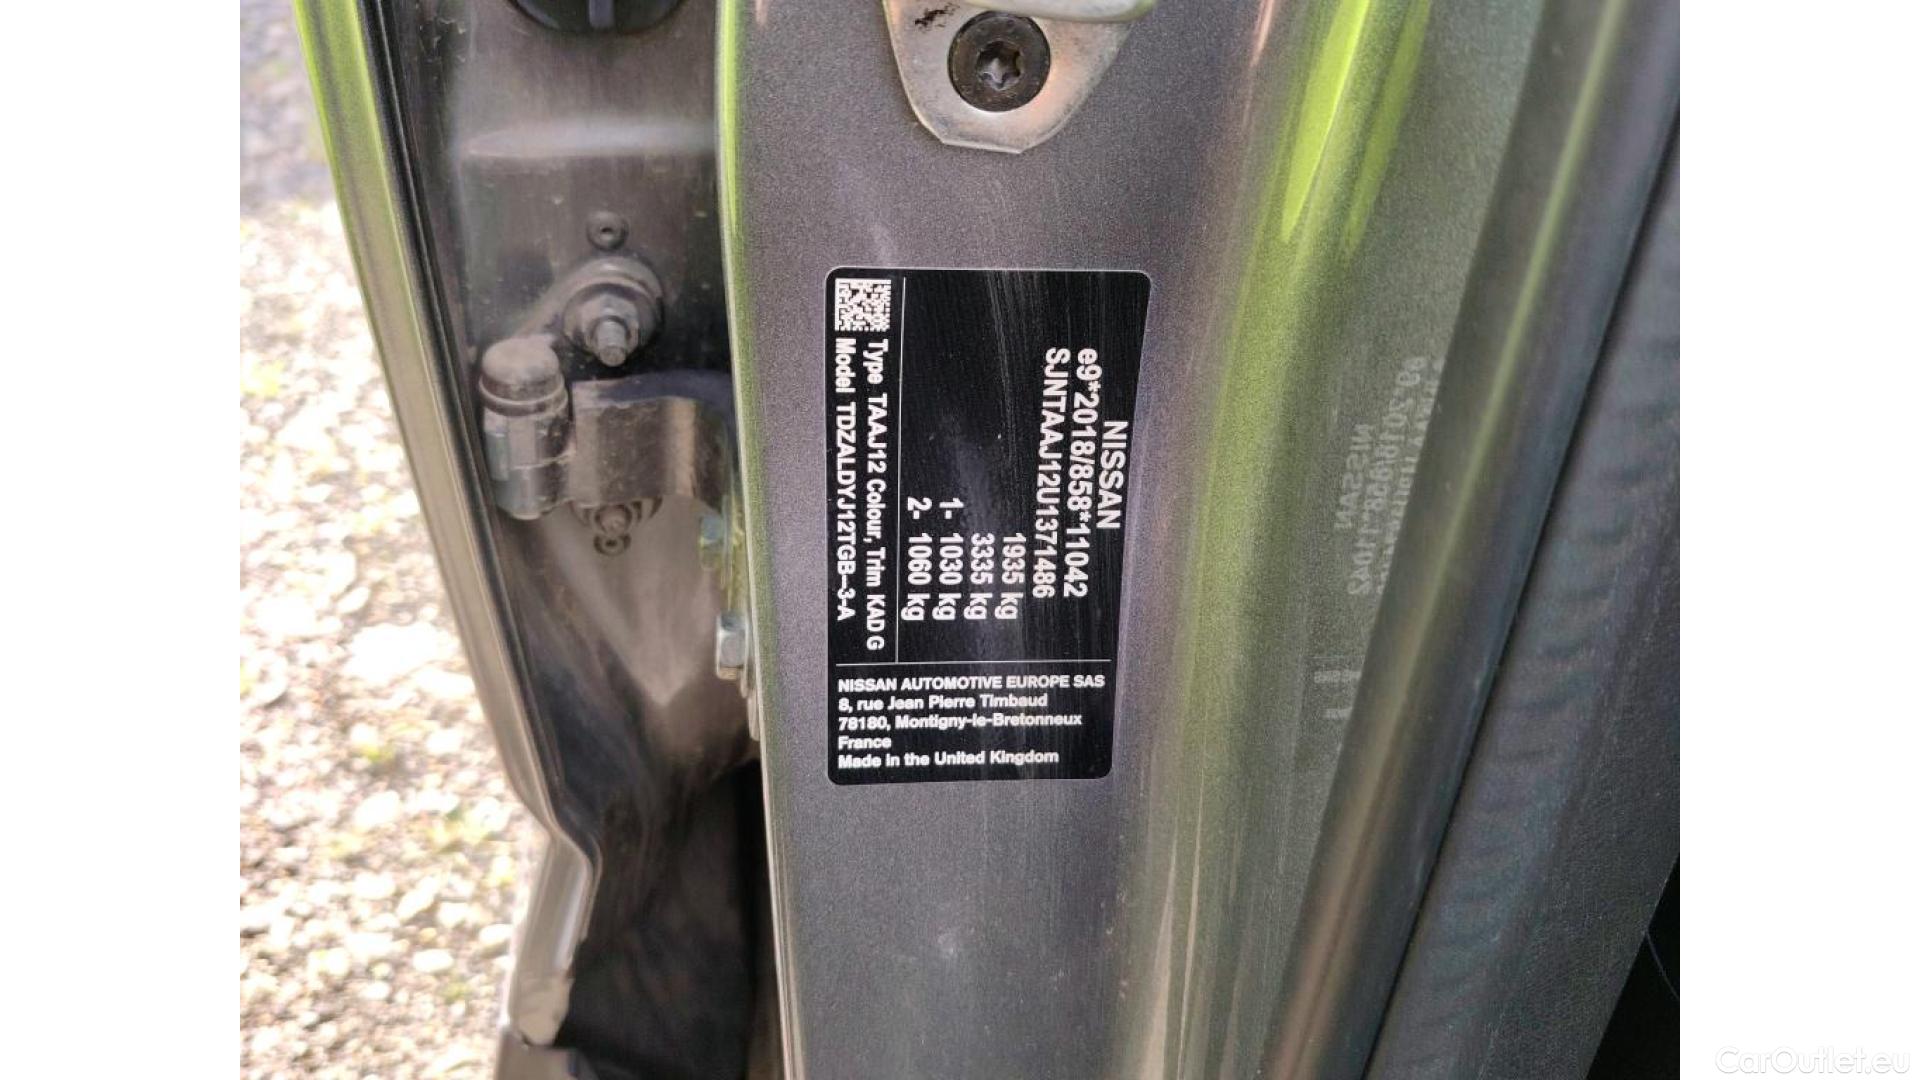 NISSAN
e9*2018/858*11042
SJNTAAJ12U1371486
1935 kg
3335 kg
1- 1030 kg
2- 1060 kg
Type TAAJ12 Colour, Trim KAD G
Model TDZALDYJ12TGB-3-A
NISSAN AUTOMOTIVE EUROPE SAS
8, rue Jean Pierre Timbaud
78180, Montigny-le-Bretonneux
France
Made in the United Kingdom
CarOutlet.eu